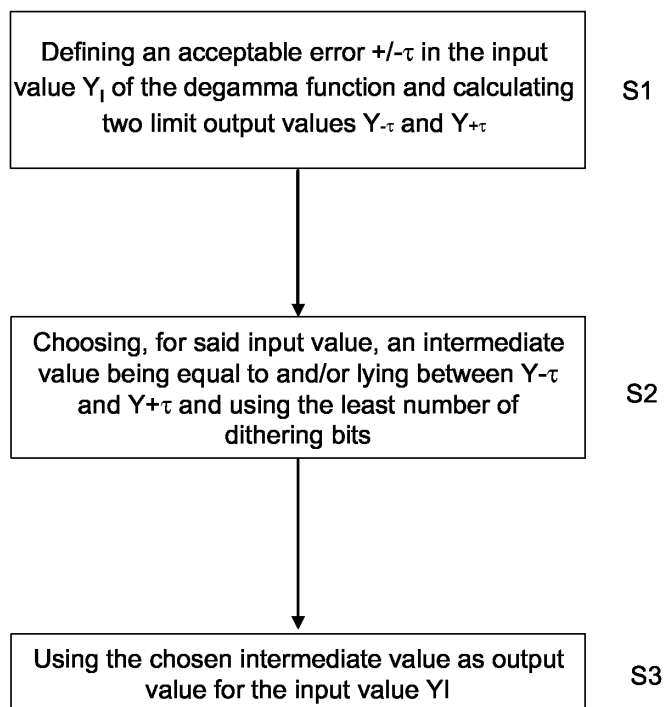 Defining an acceptable error +/-τ in the input
value Y_I of the degamma function and calculating
two limit output values Y-τ and Y+τ
S1
Choosing, for said input value, an intermediate
value being equal to and/or lying between Y-τ
and Y+τ and using the least number of
dithering bits
S2
Using the chosen intermediate value as output
value for the input value YI
S3